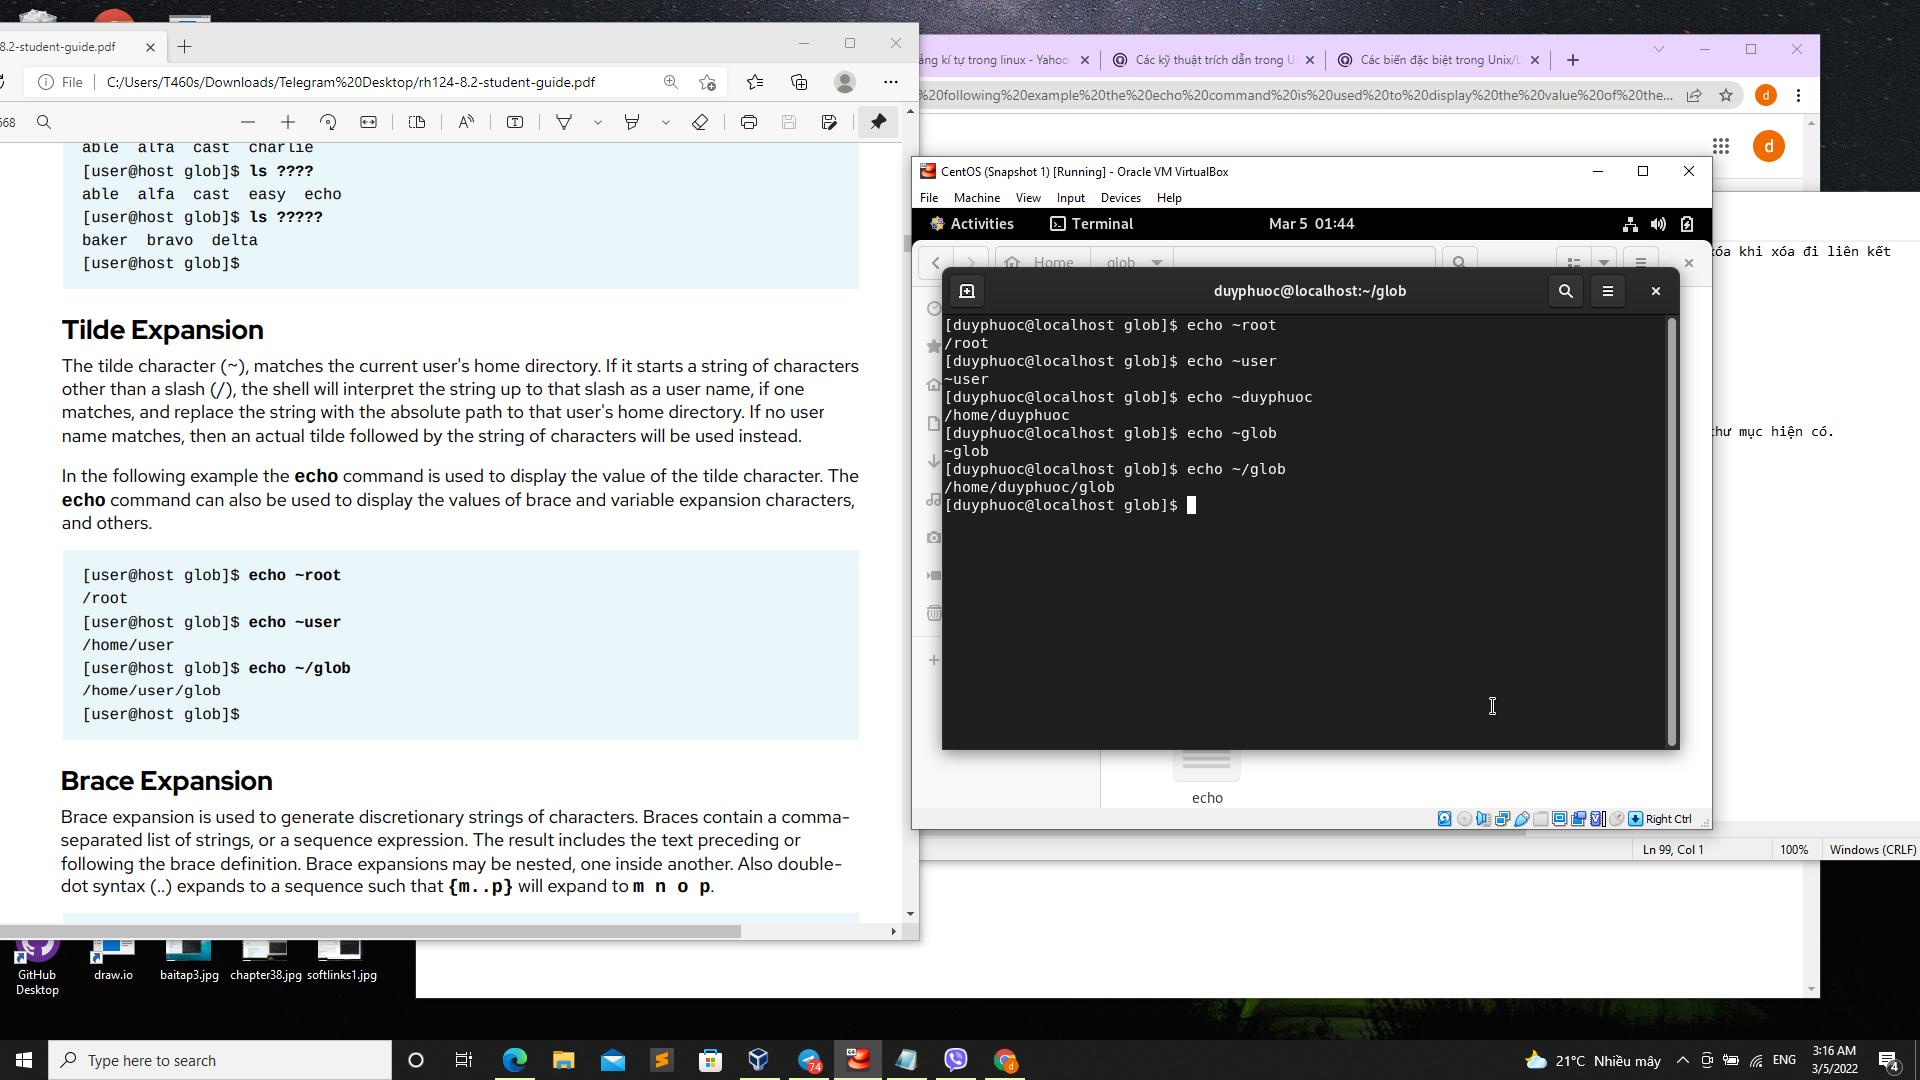 8.2-student-guide.pdf
File
C:/Users/T460s/Downloads/Telegram%20Desktop/rh124-8.2-student-guide.pdf
568
able alfa cast charlie
[user@host glob]$ ls ????
able alfa cast easy echo
[user@host glob]$ ls ?????
baker bravo delta
[user@host glob]$
Tilde Expansion
The tilde character (~), matches the current user's home directory. If it starts a string of characters
other than a slash (/), the shell will interpret the string up to that slash as a user name, if one
matches, and replace the string with the absolute path to that user's home directory. If no user
name matches, then an actual tilde followed by the string of characters will be used instead.
In the following example the echo command is used to display the value of the tilde character. The
echo command can also be used to display the values of brace and variable expansion characters,
and others.
[user@host glob]$ echo ~root
/root
[user@host glob]$ echo ~user
/home/user
[user@host glob]$ echo ~/glob
/home/user/glob
[user@host glob]$
Brace Expansion
Brace expansion is used to generate discretionary strings of characters. Braces contain a comma-
separated list of strings, or a sequence expression. The result includes the text preceding or
following the brace definition. Brace expansions may be nested, one inside another. Also double-
dot syntax (..) expands to a sequence such that {m..p} will expand to m n o p.
ảng kí tự trong linux - Yahoo
Các kỹ thuật trích dẫn trong U
Các biến đặc biệt trong Unix/L
%20following%20example%20the%20echo%20command%20is%20used%20to%20display%20the%20value%20of%20the...
d
d
CentOS (Snapshot 1) [Running] - Oracle VM VirtualBox
File Machine View Input Devices Help
Activities
Terminal
Mar 5 01:44
Home
glob
duyphuoc@localhost:~/glob
[duyphuoc@localhost glob]$ echo ~root
/root
[duyphuoc@localhost glob]$ echo ~user
~user
[duyphuoc@localhost glob]$ echo ~duyphuoc
/home/duyphuoc
[duyphuoc@localhost glob]$ echo ~glob
~glob
[duyphuoc@localhost glob]$ echo ~/glob
/home/duyphuoc/glob
[duyphuoc@localhost glob]$
echo
Right Ctrl
xóa khi xóa đi liên kết
thư mục hiện có.
Ln 99, Col 1
100%
Windows (CRLF)
GitHub
Desktop
draw.io
baitap3.jpg
chapter38.jpg
softlinks1.jpg
Type here to search
74
d
21°C Nhiều mây
ENG
3:16 AM
3/5/2022
4